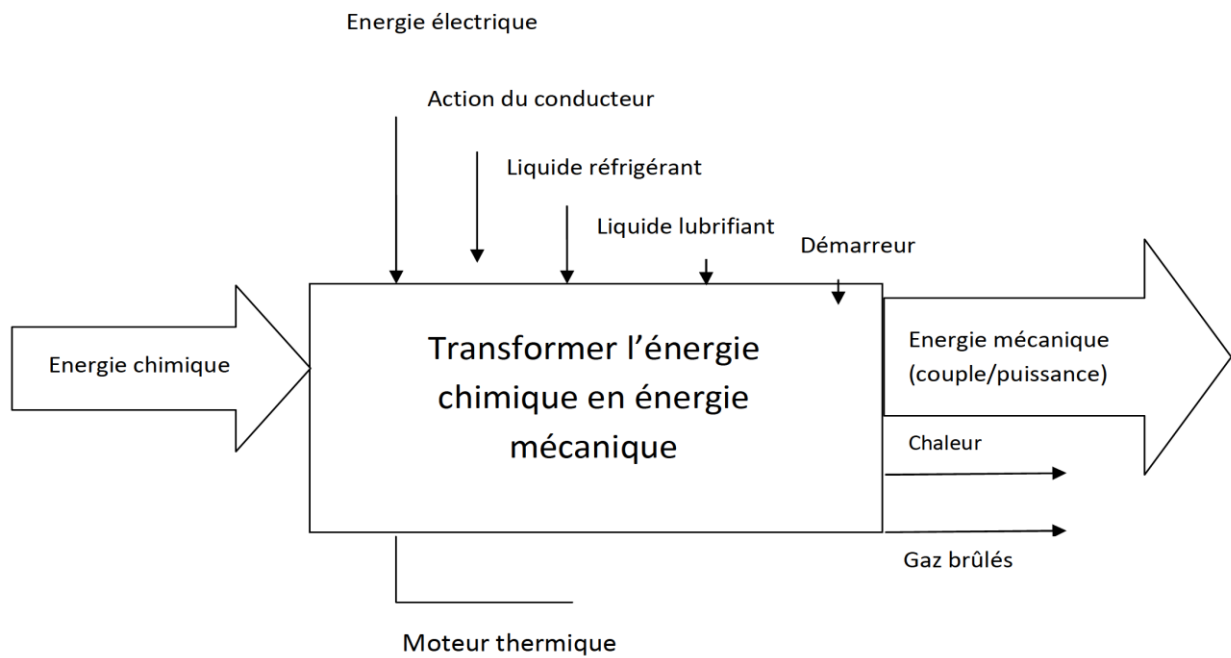 Energie électrique
Action du conducteur
Liquide réfrigérant
Liquide lubrifiant
Démarreur
Energie chimique
Transformer l’énergie
chimique en énergie
mécanique
Energie mécanique
(couple/puissance)
Chaleur
Gaz brûlés
Moteur thermique